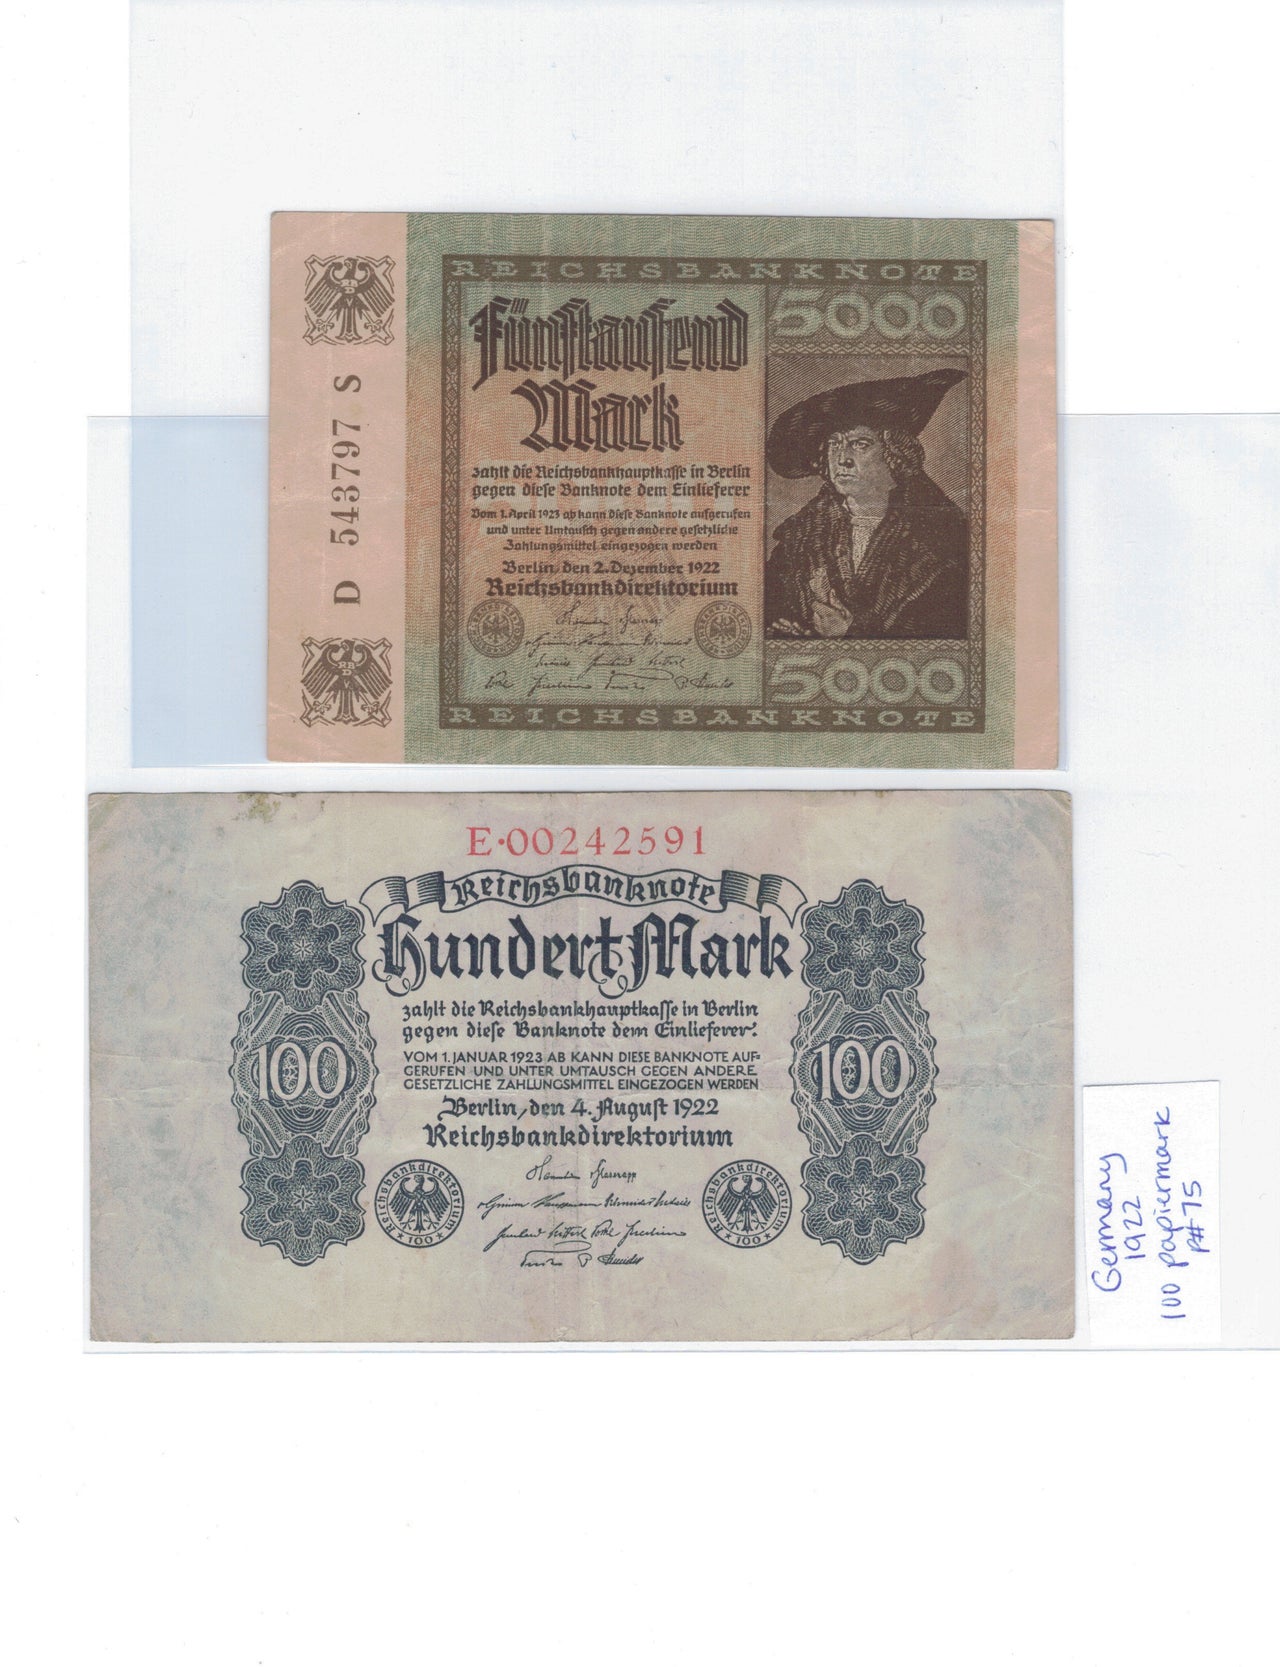 REICHSBANKNOTE
5000
Fünftausend
Mark
zahlt die Reichsbankhauptkasse in Berlin
gegen diese Banknote dem Einlieferer
Vom 1. April 1923 ab kann diese Banknote aufgerufen
und unter Umtausch gegen andere gesetzliche
Zahlungsmittel eingezogen werden
Berlin, den 2. Dezember 1922
Reichsbankdirektorium
5000
REICHSBANKNOTE
D 543797 S
E·00242591
Reichsbanknote
Hundert Mark
zahlt die Reichsbankhauptkasse in Berlin
gegen diese Banknote dem Einlieferer.
VOM 1. JANUAR 1923 AB KANN DIESE BANKNOTE AUF=
GERUFEN UND UNTER UMTAUSCH GEGEN ANDERE
GESETZLICHE ZAHLUNGSMITTEL EINGEZOGEN WERDEN
100
100
Berlin, den 4. August 1922
Reichsbankdirektorium
Reichsbankdirektorium
100
Reichsbankdirektorium
100
Germany
1922
100 papiermark
P# 75